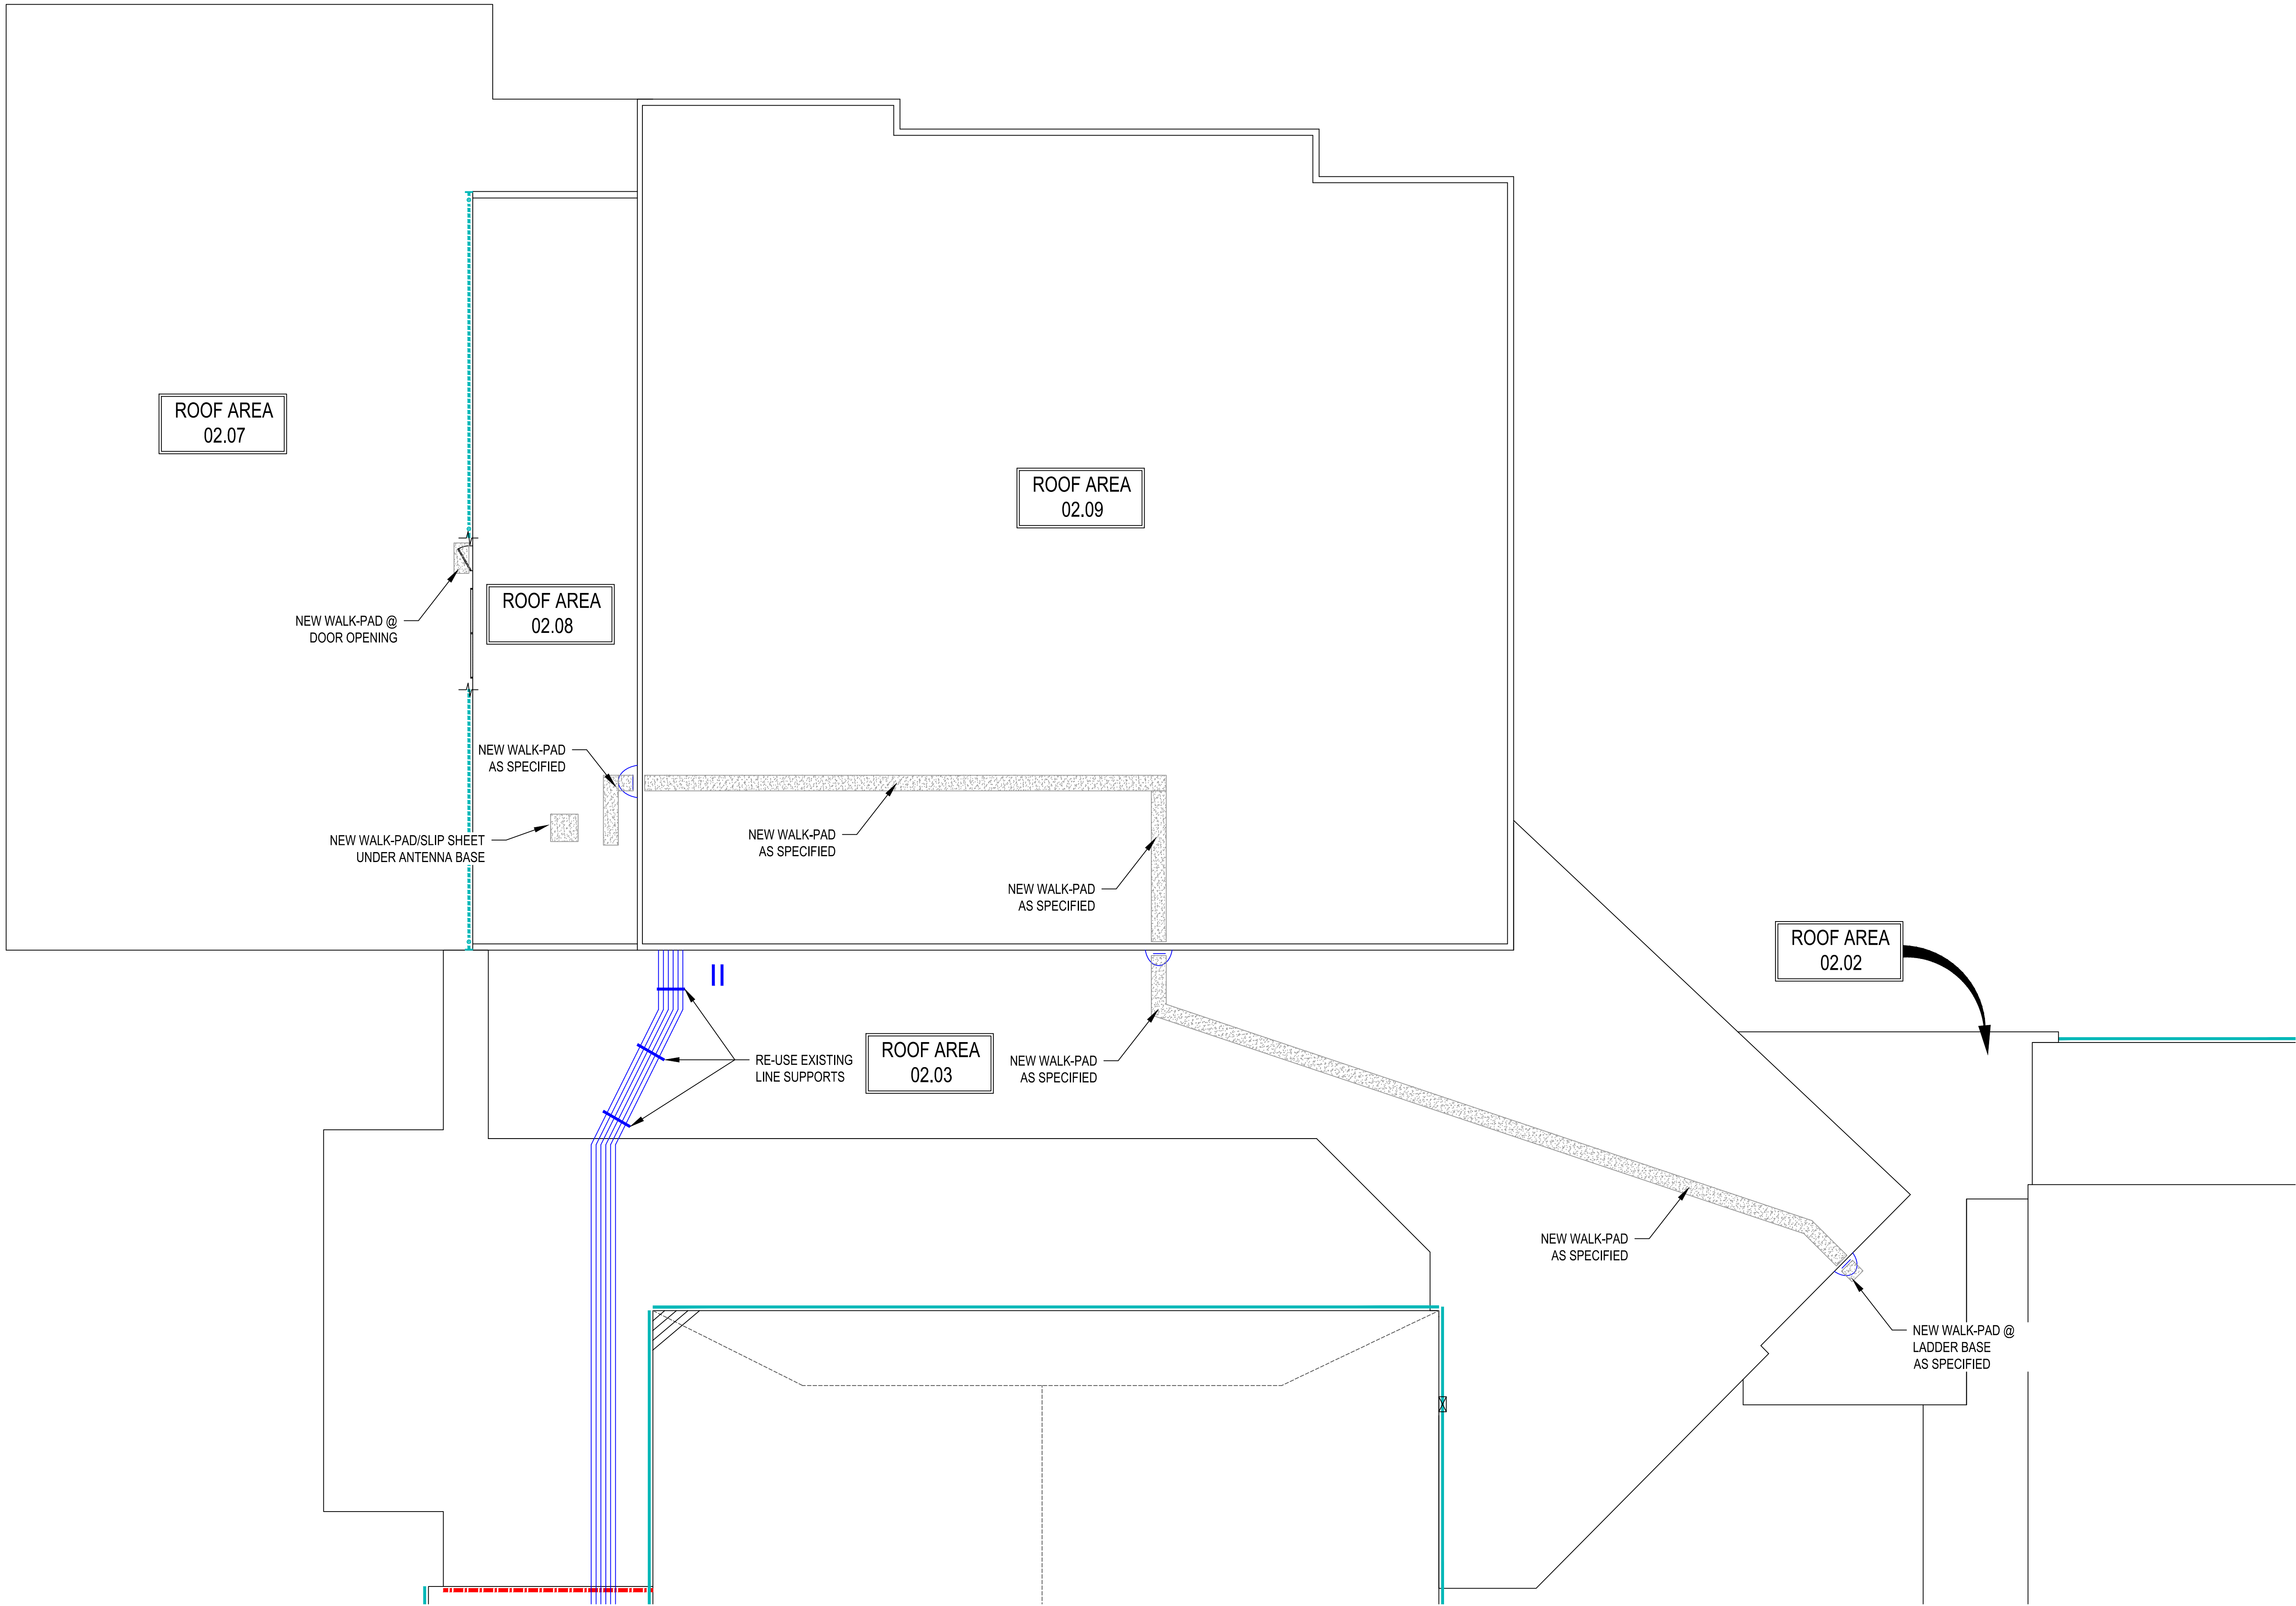 ROOF AREA
02.07
ROOF AREA
02.09
ROOF AREA
02.08
NEW WALK-PAD @
DOOR OPENING
NEW WALK-PAD
AS SPECIFIED
NEW WALK-PAD/SLIP SHEET
UNDER ANTENNA BASE
NEW WALK-PAD
AS SPECIFIED
NEW WALK-PAD
AS SPECIFIED
ROOF AREA
02.02
RE-USE EXISTING
LINE SUPPORTS
ROOF AREA
02.03
NEW WALK-PAD
AS SPECIFIED
NEW WALK-PAD
AS SPECIFIED
NEW WALK-PAD @
LADDER BASE
AS SPECIFIED